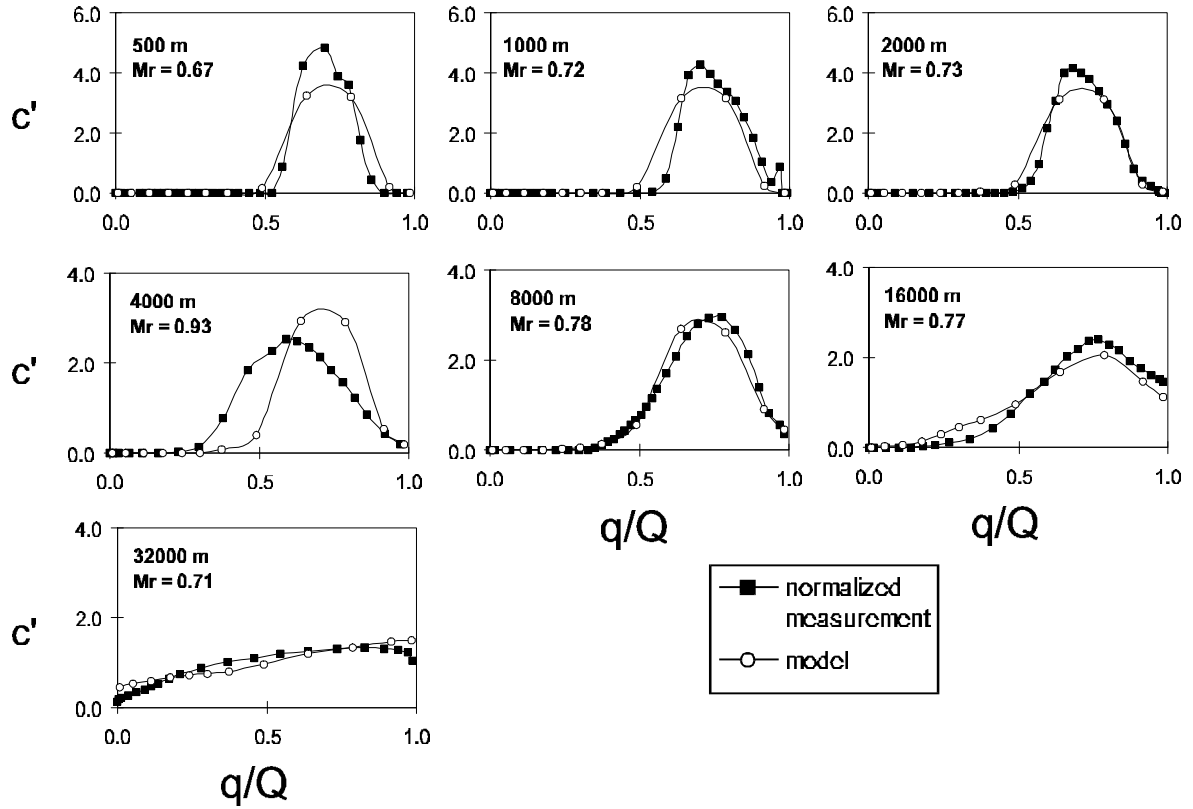 6.0
4.0
2.0
0.0
c'
500 m
Mr = 0.67
0.0
0.5
1.0
6.0
4.0
2.0
0.0
1000 m
Mr = 0.72
0.0
0.5
1.0
6.0
4.0
2.0
0.0
2000 m
Mr = 0.73
0.0
0.5
1.0
4.0
2.0
0.0
c'
4000 m
Mr = 0.93
0.0
0.5
1.0
4.0
2.0
0.0
8000 m
Mr = 0.78
0.0
0.5
1.0
q/Q
4.0
2.0
0.0
16000 m
Mr = 0.77
0.0
0.5
1.0
q/Q
4.0
2.0
0.0
c'
32000 m
Mr = 0.71
0.0
0.5
1.0
q/Q
normalized
measurement
model